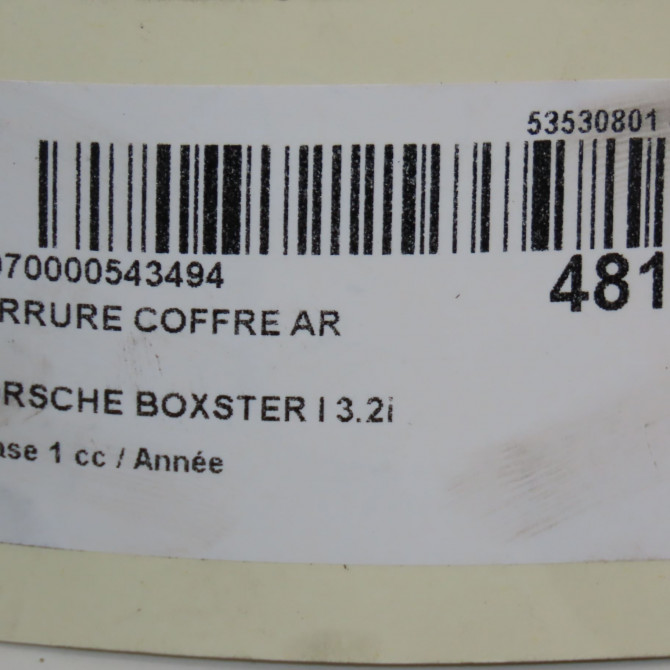 53530801
070000543494
481
RRURE COFFRE AR
RSCHE BOXSTER I 3.2i
ase 1 cc / Année